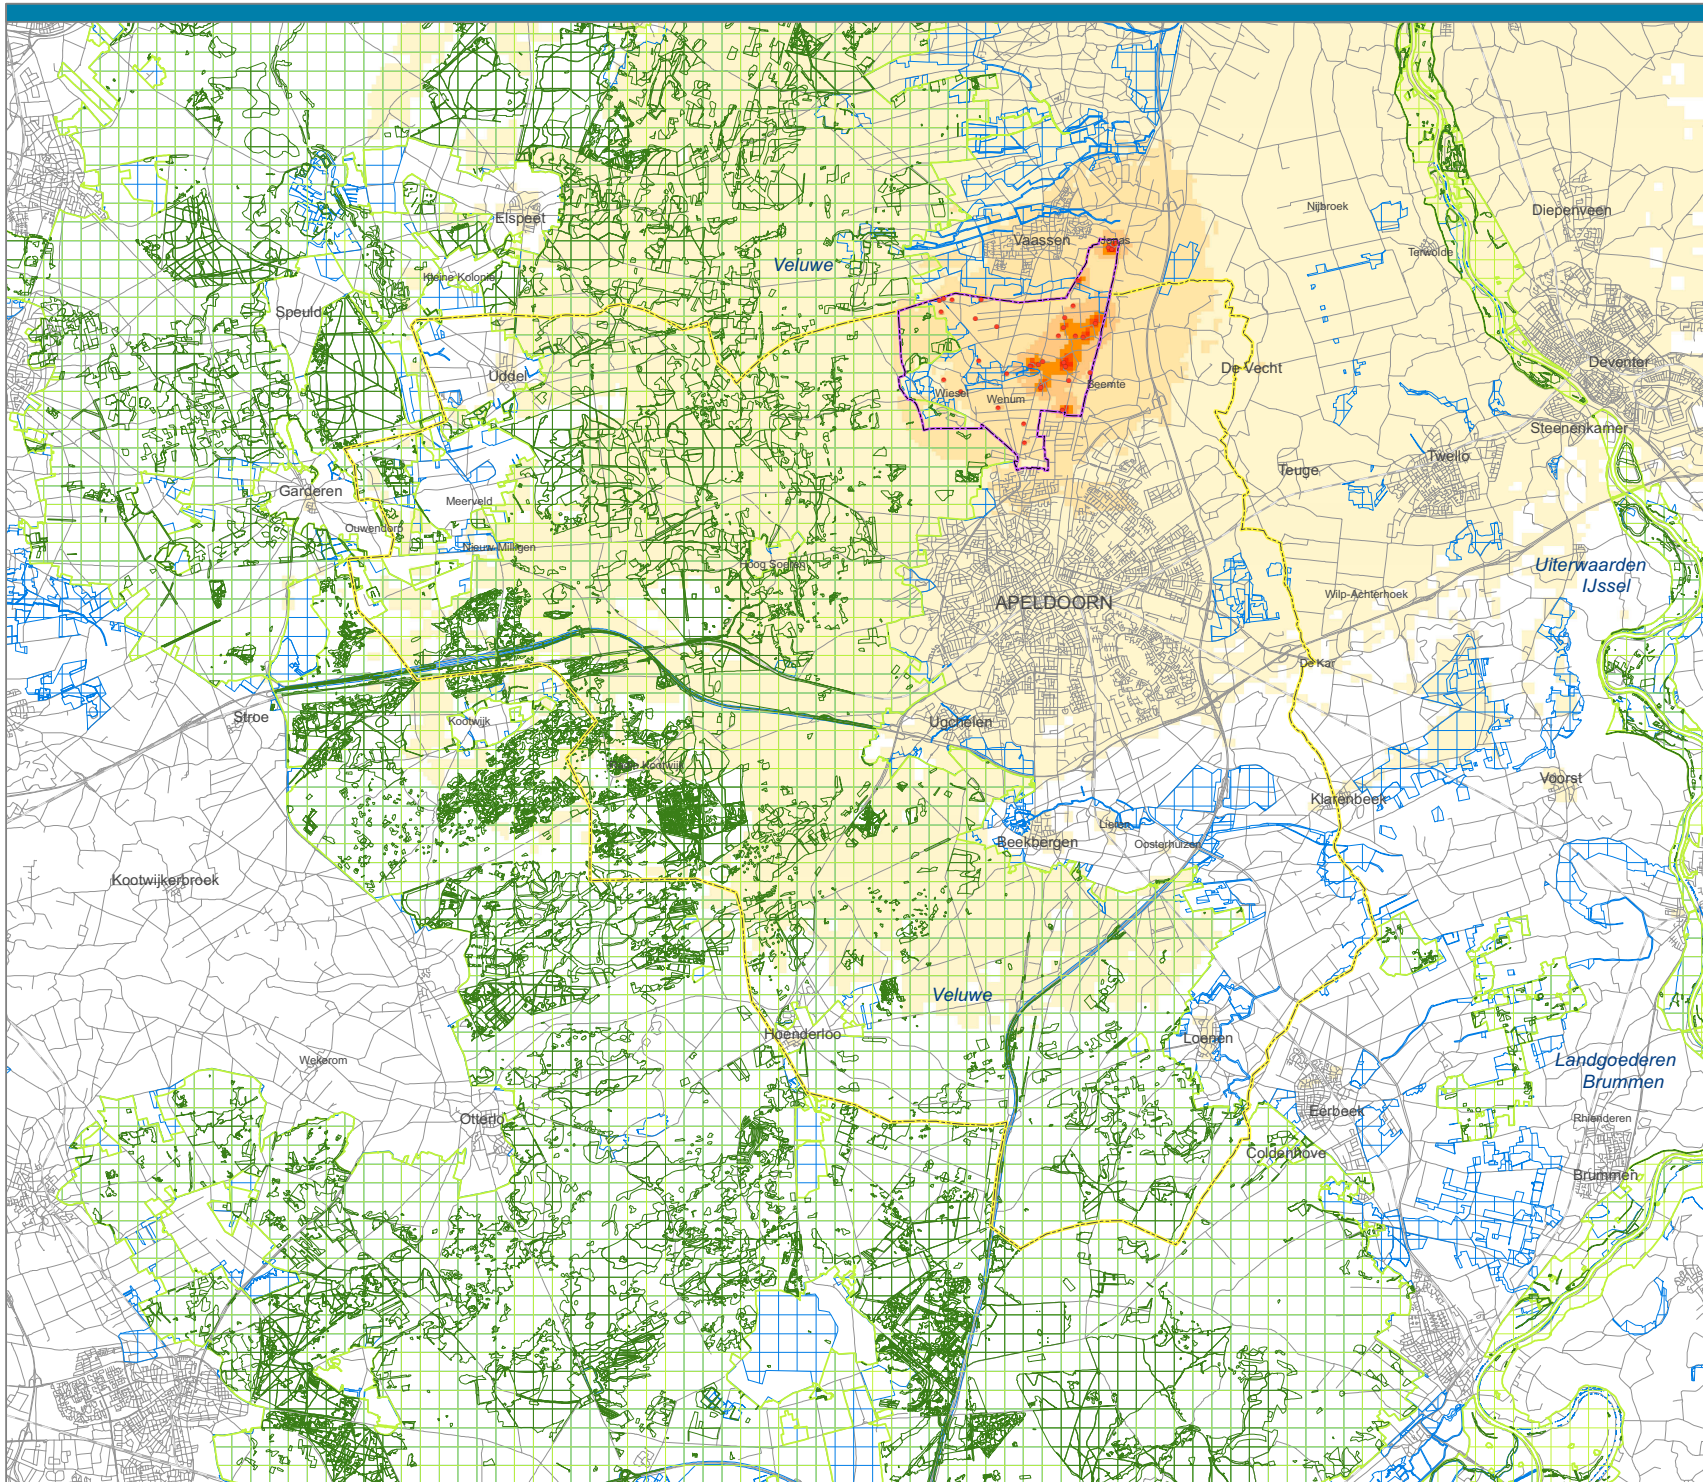 Nijbroek
Diepenveen
Elspeet
Vaassen
Terwolde
Veluwe
Kleine Kolonie
Speuld
Deventer
De Vecht
Uddel
Beemte
Wiesel
Wenum
Steenenkamer
Twello
Teuge
Garderen
Meerveld
Ouwendorp
Nieuw Milligen
Hoog Soeren
Uiterwaarden
IJssel
Wilp-Achterhoek
APELDOORN
De Kar
Stroe
Kootwijk
Ugchelen
Radio Kootwijk
Voorst
Klarenbeek
Lieren
Beekbergen
Oosterhuizen
Kootwijkerbroek
Veluwe
Hoenderloo
Loenen
Wekerom
Landgoederen
Brummen
Otterlo
Eerbeek
Rhienderen
Coldenhove
Brummen